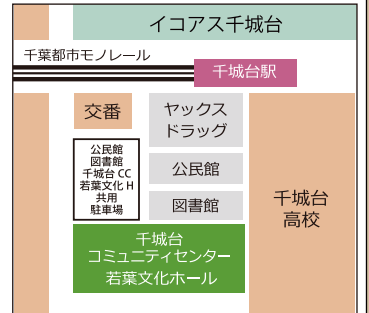 イコアス千城台
千葉都市モノレール
千城台駅
交番
ヤックス
ドラッグ
公民館
図書館
千城台 CC
若葉文化 H
共用
駐車場
公民館
図書館
千城台
高校
千城台
コミュニティセンター
若葉文化ホール